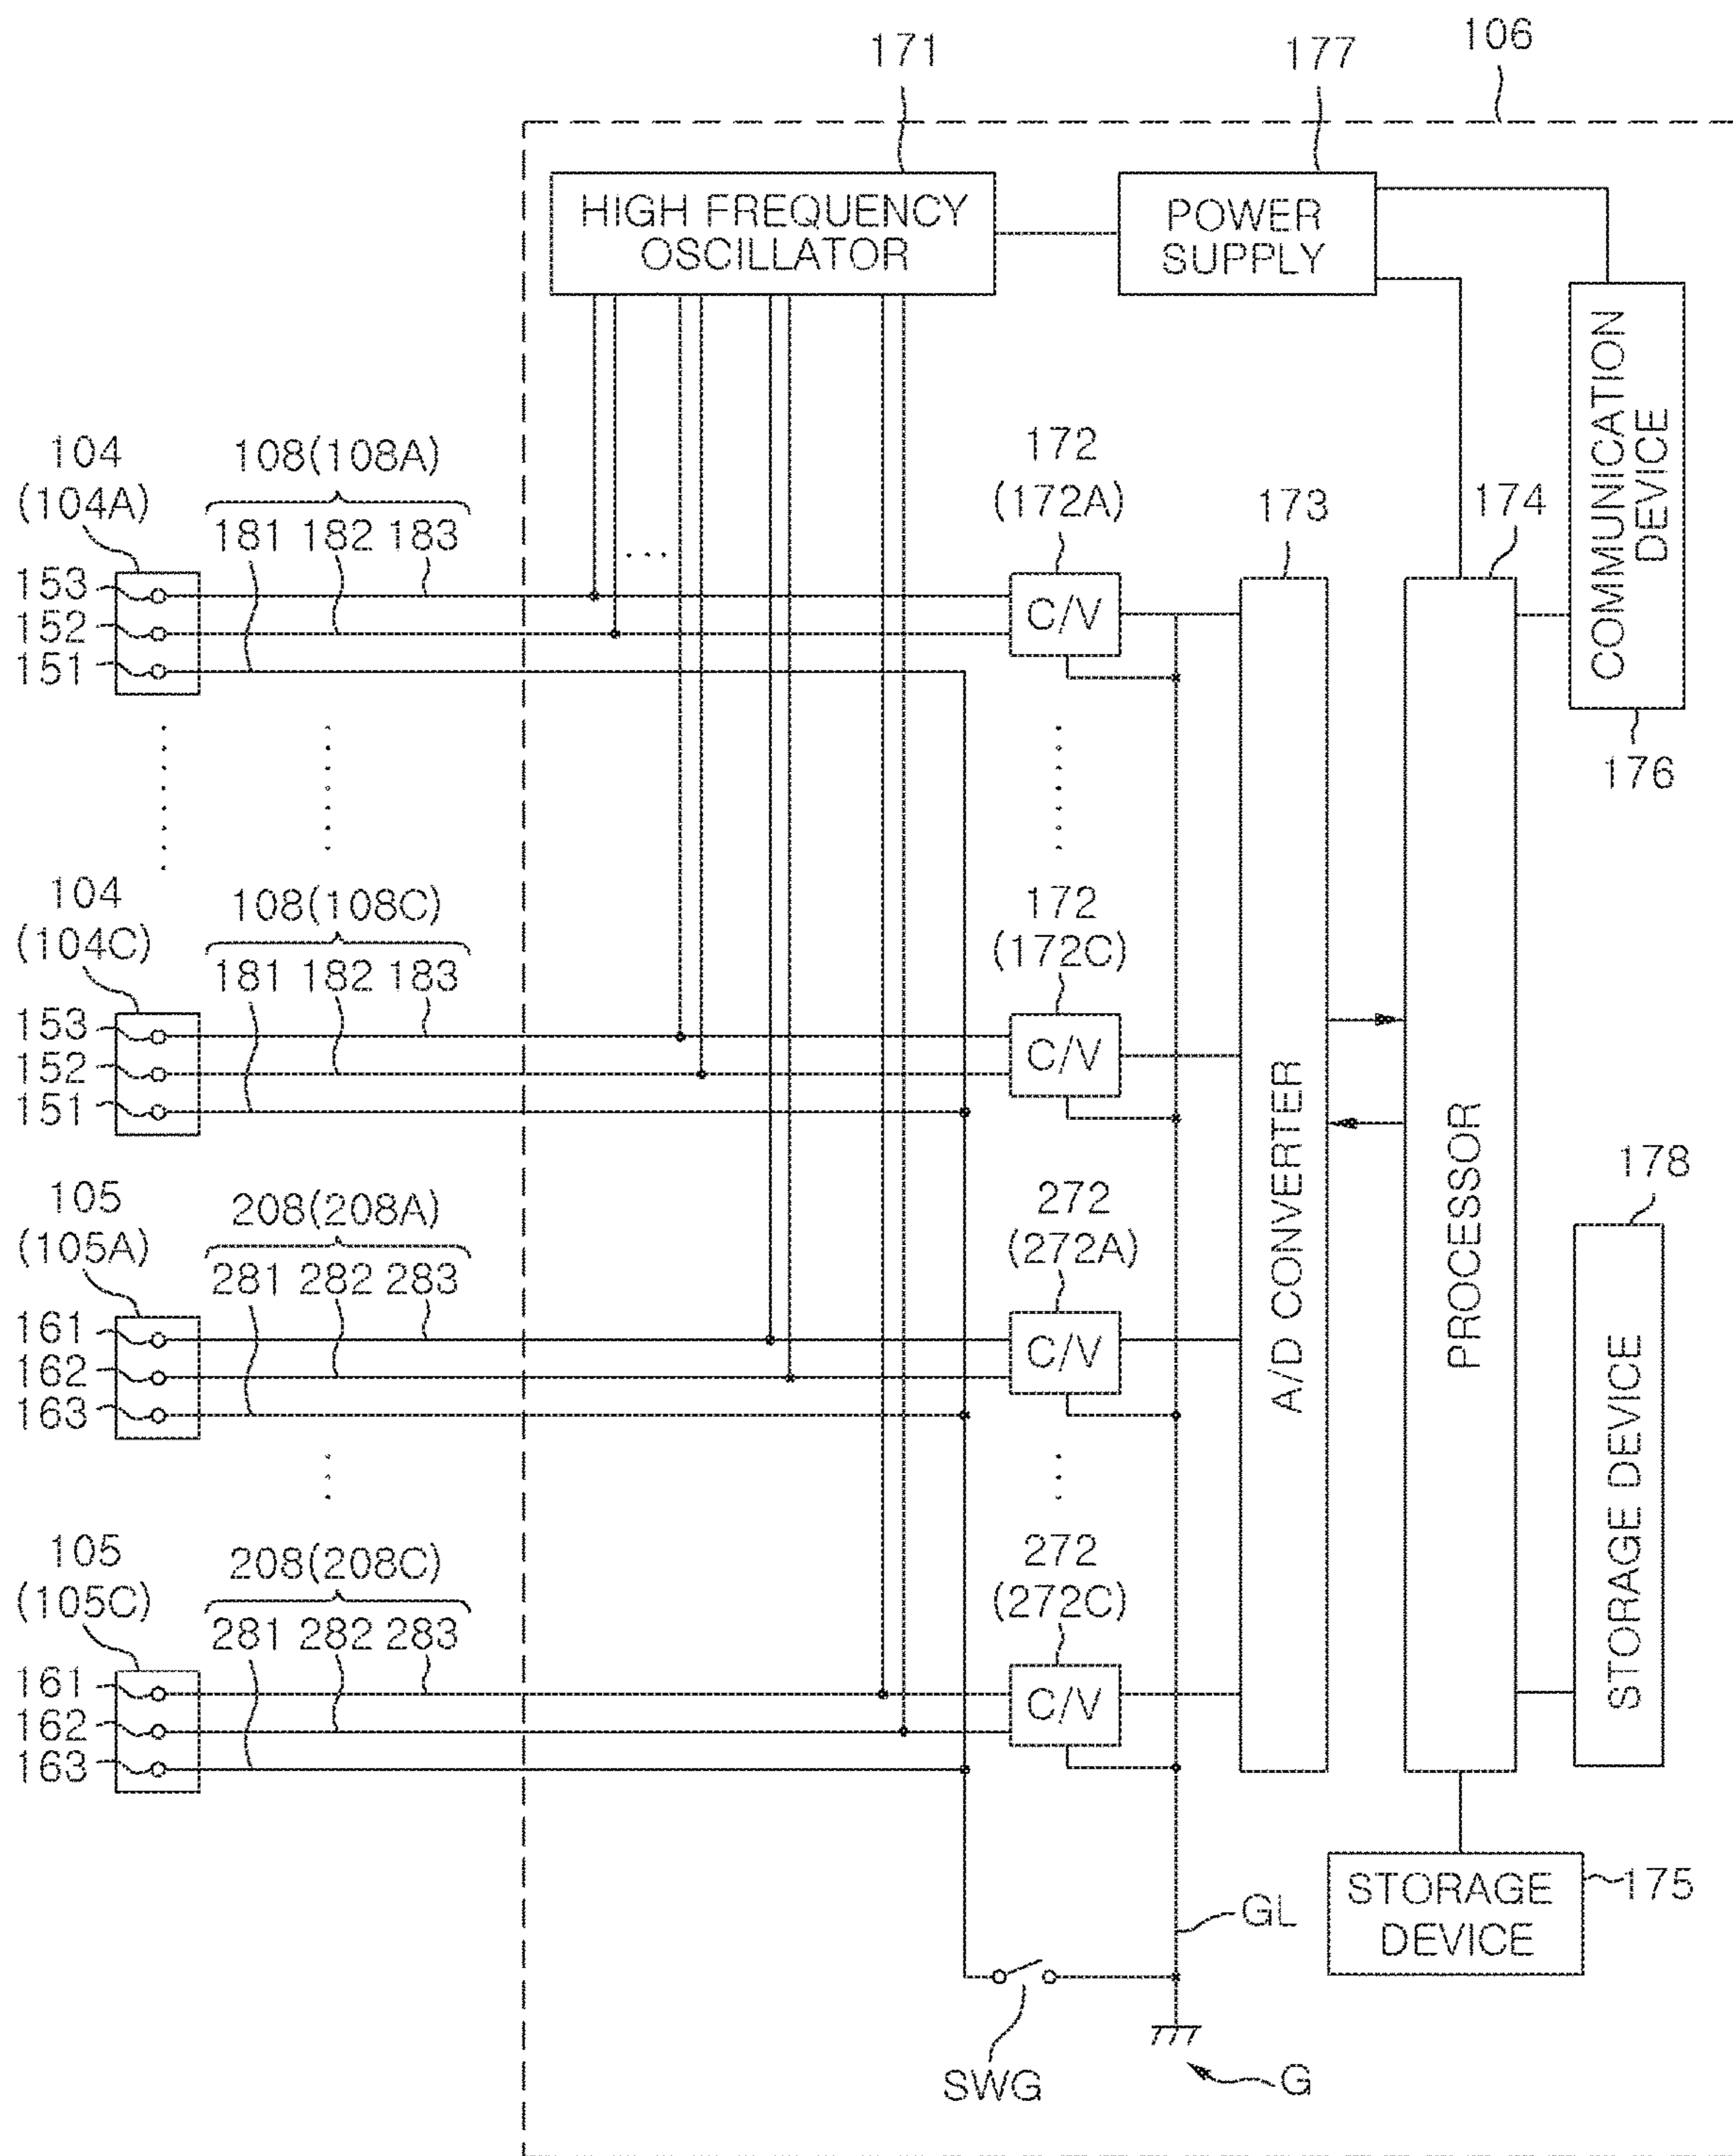 171
177
106
HIGH FREQUENCY
OSCILLATOR
POWER
SUPPLY
COMMUNICATION
DEVICE
176
104
(104A)
108(108A)
181 182 183
...
172
(172A)
173
174
153
152
151
C/V
104
(104C)
108(108C)
181 182 183
172
(172C)
153
152
151
C/V
A/D CONVERTER
PROCESSOR
178
STORAGE DEVICE
105
(105A)
208(208A)
281 282 283
272
(272A)
161
162
163
C/V
105
(105C)
208(208C)
281 282 283
272
(272C)
161
162
163
C/V
STORAGE
DEVICE
175
GL
SWG
G